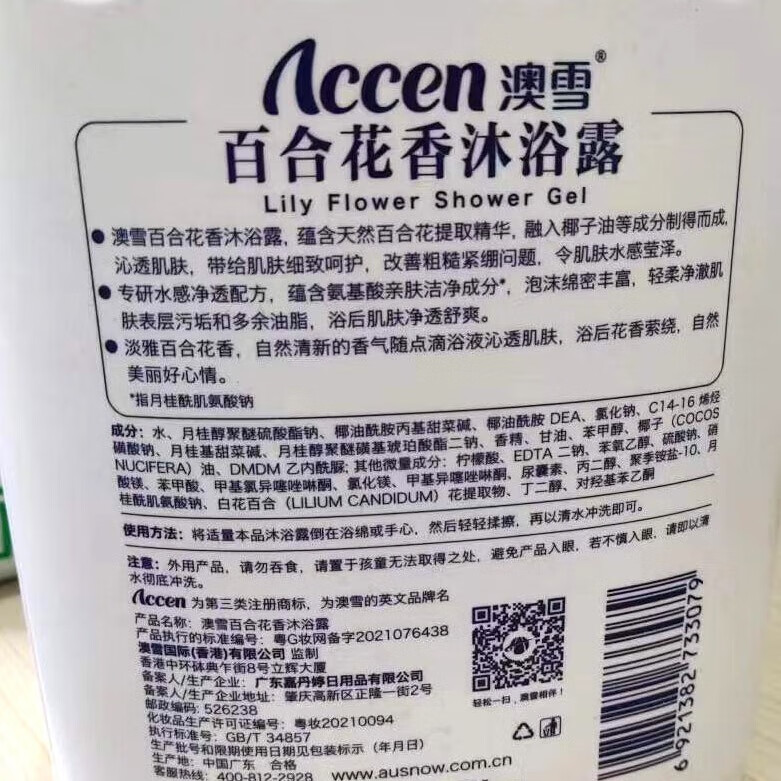 Accen 澳雪®
百合花香沐浴露
Lily Flower Shower Gel
● 澳雪百合花香沐浴露，蕴含天然百合花提取精华，融入椰子油等成分制得而成，
沁透肌肤，带给肌肤细致呵护，改善粗糙紧绷问题，令肌肤水感莹泽。
● 专研水感净透配方，蕴含氨基酸亲肤洁净成分*，泡沫绵密丰富，轻柔净澈肌
肤表层污垢和多余油脂，浴后肌肤净透舒爽。
● 淡雅百合花香，自然清新的香气随点滴浴液沁透肌肤，浴后花香萦绕，自然
美丽好心情。
*指月桂酰肌氨酸钠
成分：水、月桂醇聚醚硫酸酯钠、椰油酰胺丙基甜菜碱、椰油酰胺 DEA、氯化钠、C14-16 烯烃
磺酸钠、月桂基甜菜碱、月桂醇聚醚磺基琥珀酸酯二钠、香精、甘油、苯甲醇、椰子（COCOS
NUCIFERA）油、DMDM 乙内酰脲；其他微量成分：柠檬酸、EDTA 二钠、苯氧乙醇、硫酸钠、硝
酸镁、苯甲酸、甲基氯异噻唑啉酮、氯化镁、甲基异噻唑啉酮、尿囊素、丙二醇、聚季铵盐-10、月
桂酰肌氨酸钠、白花百合（LILIUM CANDIDUM）花提取物、丁二醇、对羟基苯乙酮
使用方法：将适量本品沐浴露倒在浴绵或手心，然后轻轻揉擦，再以清水冲洗即可。
注意：外用产品，请勿吞食，请置于孩童无法取得之处，避免产品入眼，若不慎入眼，请即以清
水彻底冲洗。
Accen 为第三类注册商标，为澳雪的英文品牌名
产品名称：澳雪百合花香沐浴露
产品执行的标准编号：粤G妆网备字2021076438
澳雪国际(香港)有限公司 监制
香港中环砵典乍街8号立辉大厦
备案人/生产企业：广东嘉丹婷日用品有限公司
备案人/生产企业地址：肇庆高新区正隆一街2号
邮政编码：526238
化妆品生产许可证编号：粤妆20210094
执行标准号：GB/T 34857
生产批号和限期使用日期见包装标示（年月日）
生产地：中国广东 合格
客服热线：400-812-2928 www.ausnow.com.cn
轻松一扫，澳雪相伴！
6 921382 733079